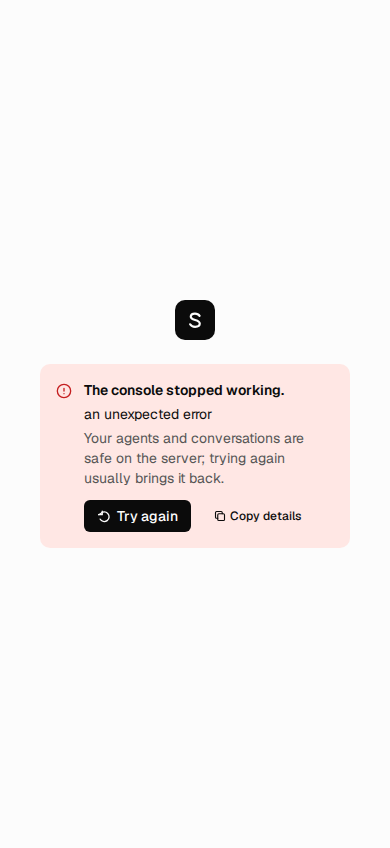 S
The console stopped working.
an unexpected error
Your agents and conversations are
safe on the server; trying again
usually brings it back.
Try again
Copy details